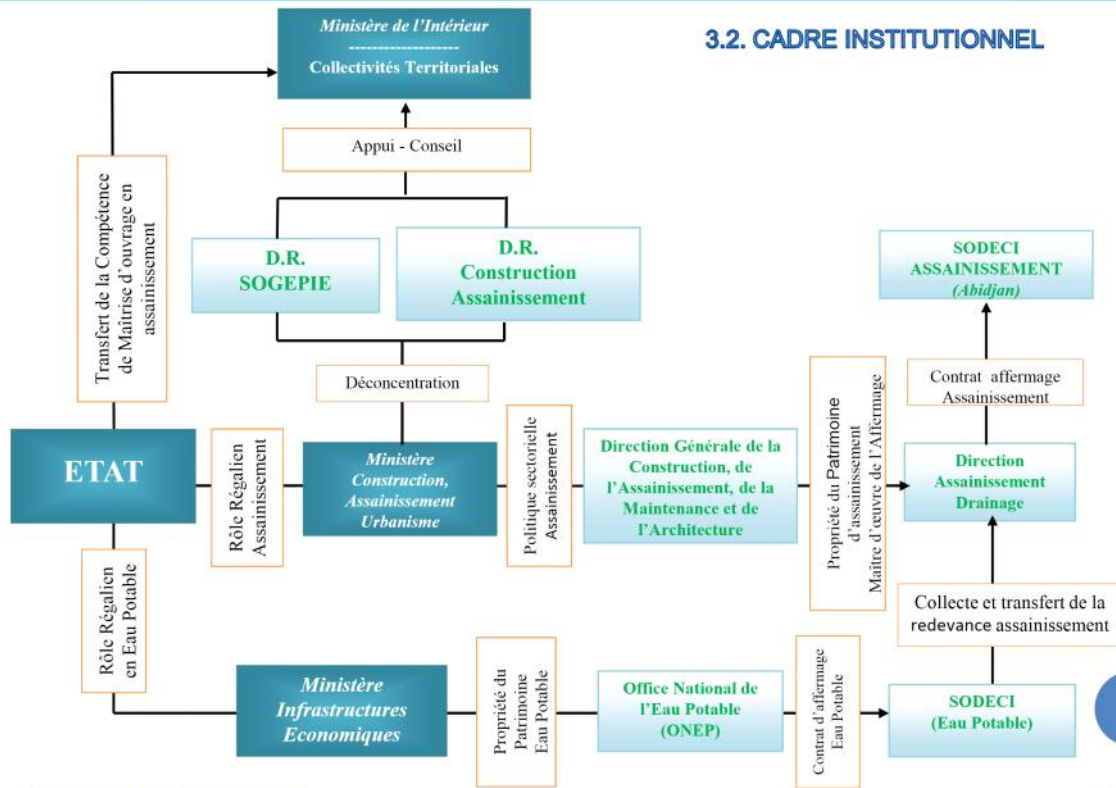 3.2. CADRE INSTITUTIONNEL
Ministère de l'Intérieur
-------------------
Collectivités Territoriales
Appui - Conseil
Transfert de la Compétence
de Maitrise d'ouvrage en
assainissement
D.R.
SOGEPIE
D.R.
Construction
Assainissement
SODECI
ASSAINISSEMENT
(Abidjan)
Déconcentration
Contrat affermage
Assainissement
ETAT
Rôle Régalien
Assainissement
Ministère
Construction,
Assainissement
Urbanisme
Politique sectorielle
Assainissement
Direction Générale de la
Construction, de
l'Assainissement, de la
Maintenance et de
l'Architecture
Propriété du Patrimoine
d'assainissement
Maître d'œuvre de l'Affermage
Direction
Assainissement
Drainage
Rôle Régalien
en Eau Potable
Collecte et transfert de la
redevance assainissement
Ministère
Infrastructures
Economiques
Propriété du
Patrimoine
Eau Potable
Office National de
l'Eau Potable
(ONEP)
Contrat d'affermage
Eau Potable
SODECI
(Eau Potable)